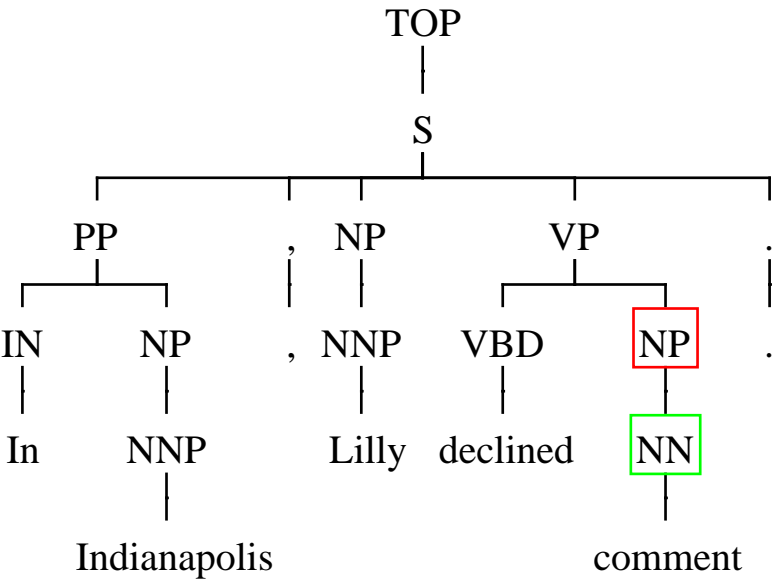 TOP
S
PP , NP VP .
IN NP , NNP VBD NP .
In NNP Lilly declined NN
Indianapolis comment